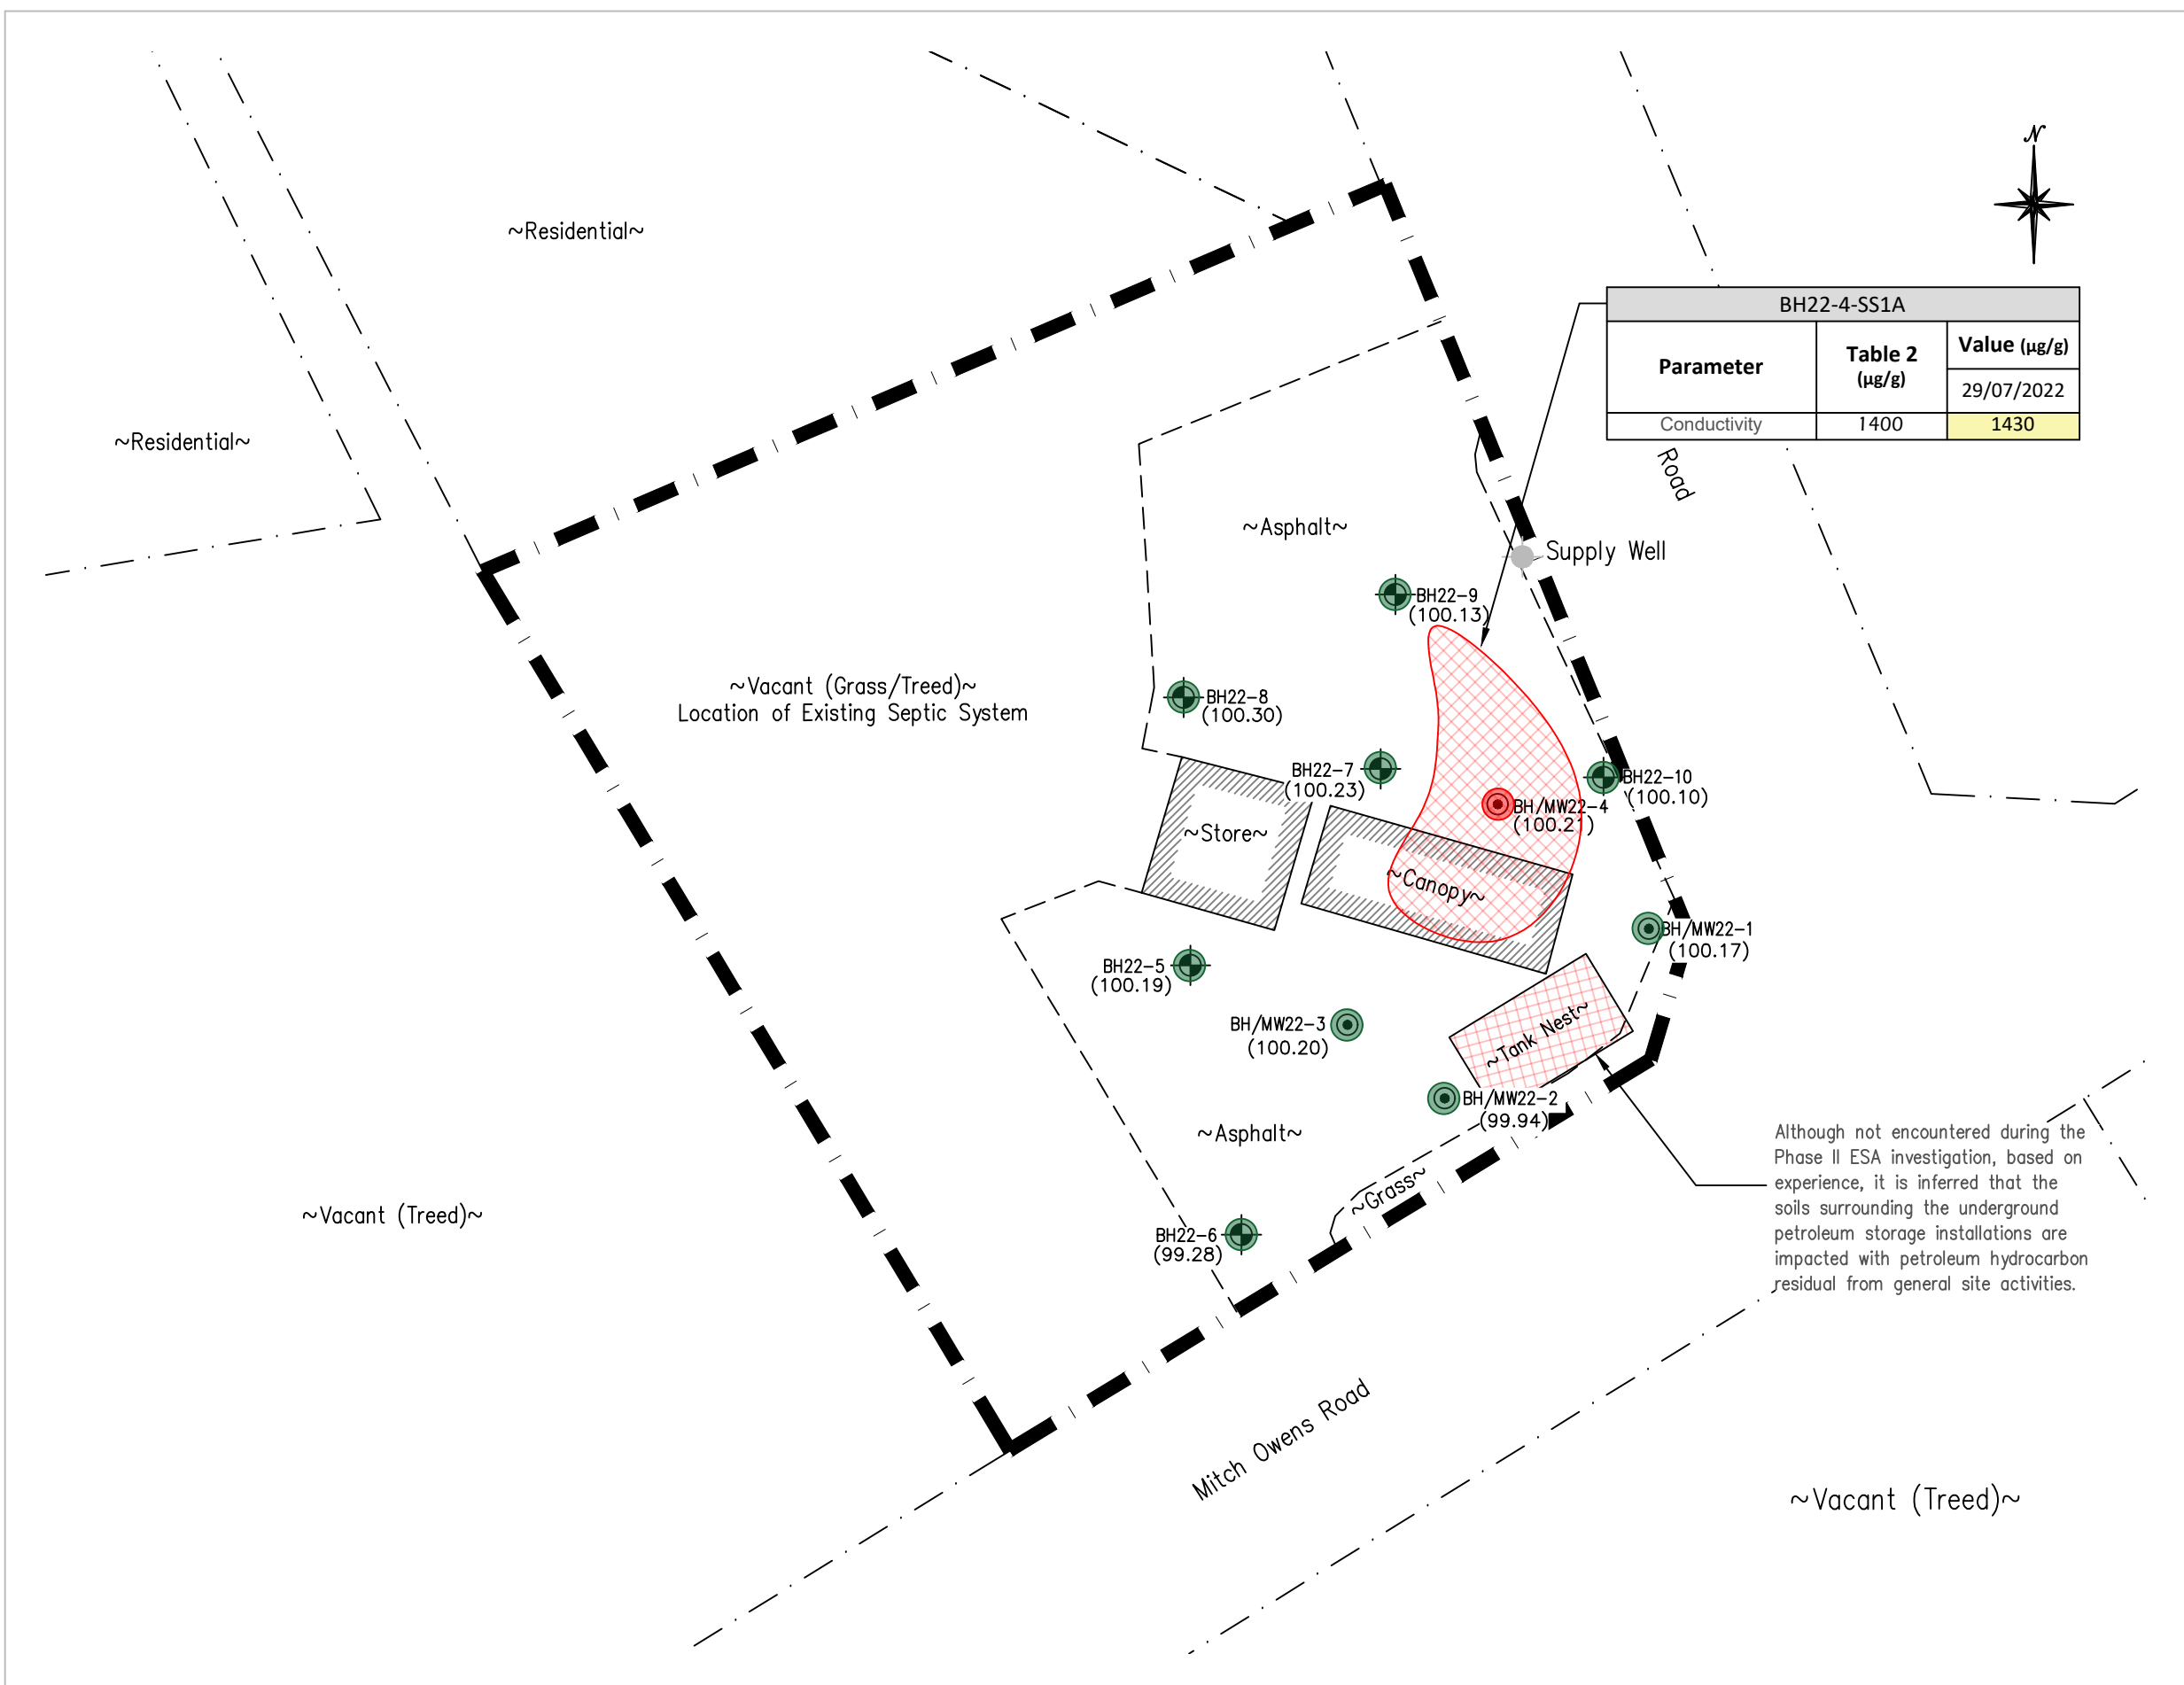 N
~Residential~
BH22-4-SS1A
Parameter
Table 2
(µg/g)
Value (µg/g)
29/07/2022
Conductivity
1400
1430
~Residential~
Road
~Asphalt~
Supply Well
BH22-9
(100.13)
~Vacant (Grass/Treed)~
Location of Existing Septic System
BH22-8
(100.30)
BH22-7
(100.23)
BH22-10
(100.10)
BH/MW22-4
(100.21)
~Store~
~Canopy~
BH/MW22-1
(100.17)
BH22-5
(100.19)
BH/MW22-3
(100.20)
~Tank Nest~
BH/MW22-2
(99.94)
~Asphalt~
Although not encountered during the
Phase II ESA investigation, based on
experience, it is inferred that the
soils surrounding the underground
petroleum storage installations are
impacted with petroleum hydrocarbon
residual from general site activities.
~Grass~
~Vacant (Treed)~
BH22-6
(99.28)
Mitch Owens Road
~Vacant (Treed)~